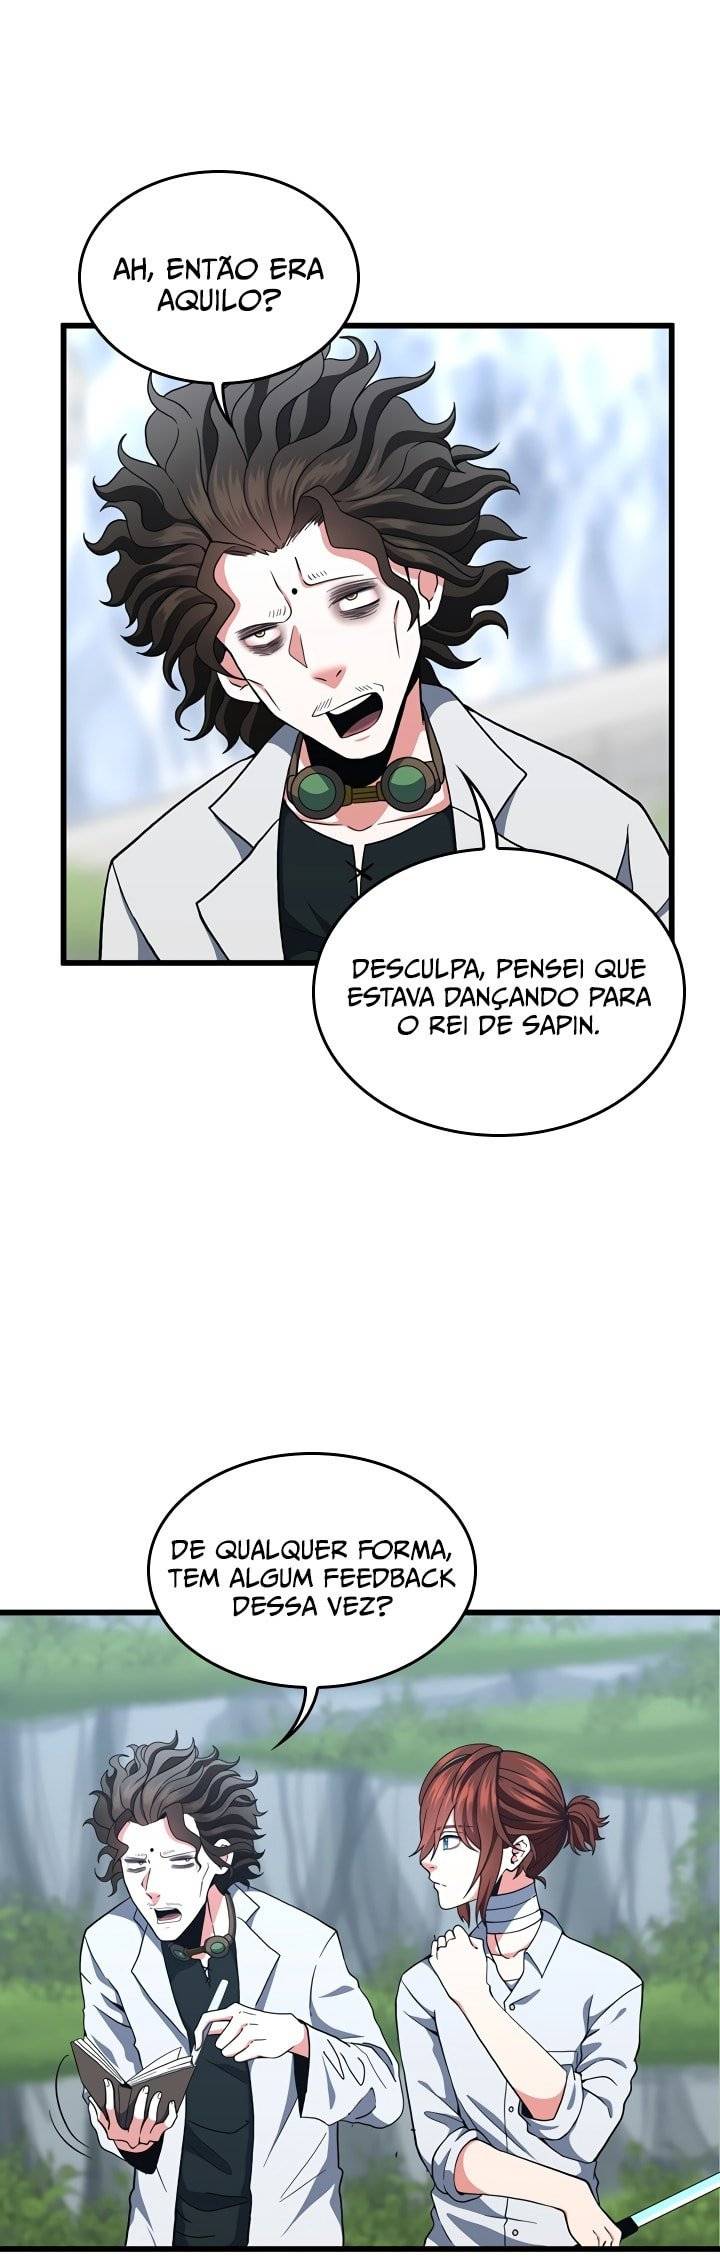 AH, ENTÃO ERA
AQUILO?
DESCULPA, PENSEI QUE
ESTAVA DANÇANDO PARA
O REI DE SAPIN.
DE QUALQUER FORMA,
TEM ALGUM FEEDBACK
DESSA VEZ?